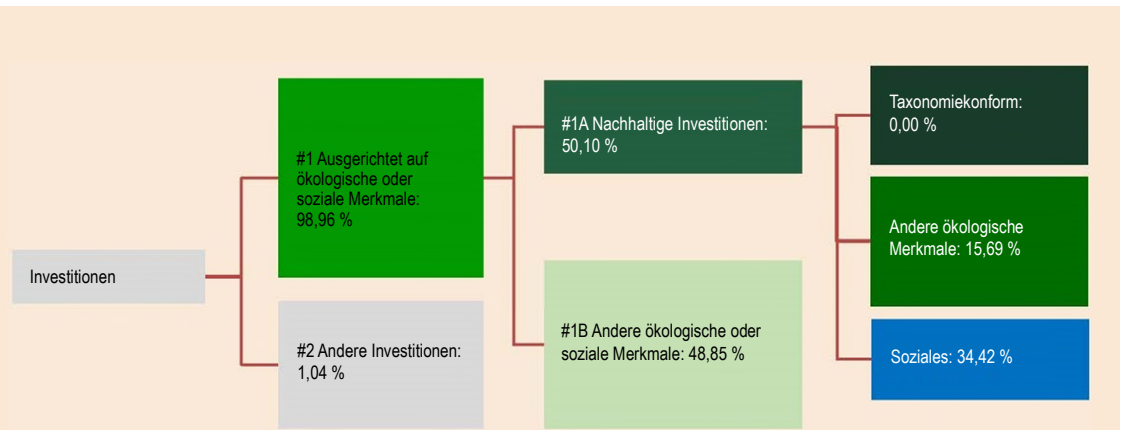 Investitionen
#1 Ausgerichtet auf
ökologische oder
soziale Merkmale:
98,96 %
#2 Andere Investitionen:
1,04 %
#1A Nachhaltige Investitionen:
50,10 %
#1B Andere ökologische oder
soziale Merkmale: 48,85 %
Taxonomiekonform:
0,00 %
Andere ökologische
Merkmale: 15,69 %
Soziales: 34,42 %